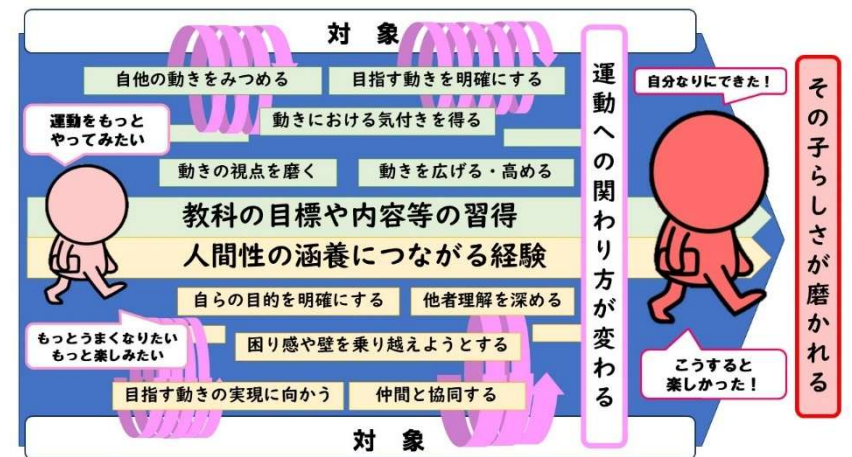 対　象
自他の動きをみつめる
目指す動きを明確にする
運動をもっと
やってみたい
動きにおける気付きを得る
動きの視点を磨く
動きを広げる・高める
教科の目標や内容等の習得
人間性の涵養につながる経験
自らの目的を明確にする
他者理解を深める
もっとうまくなりたい
もっと楽しみたい
困り感や壁を乗り越えようとする
目指す動きの実現に向かう
仲間と協同する
対　象
運動への関わり方が変わる
自分なりにできた！
こうすると
楽しかった！
その子らしさが磨かれる